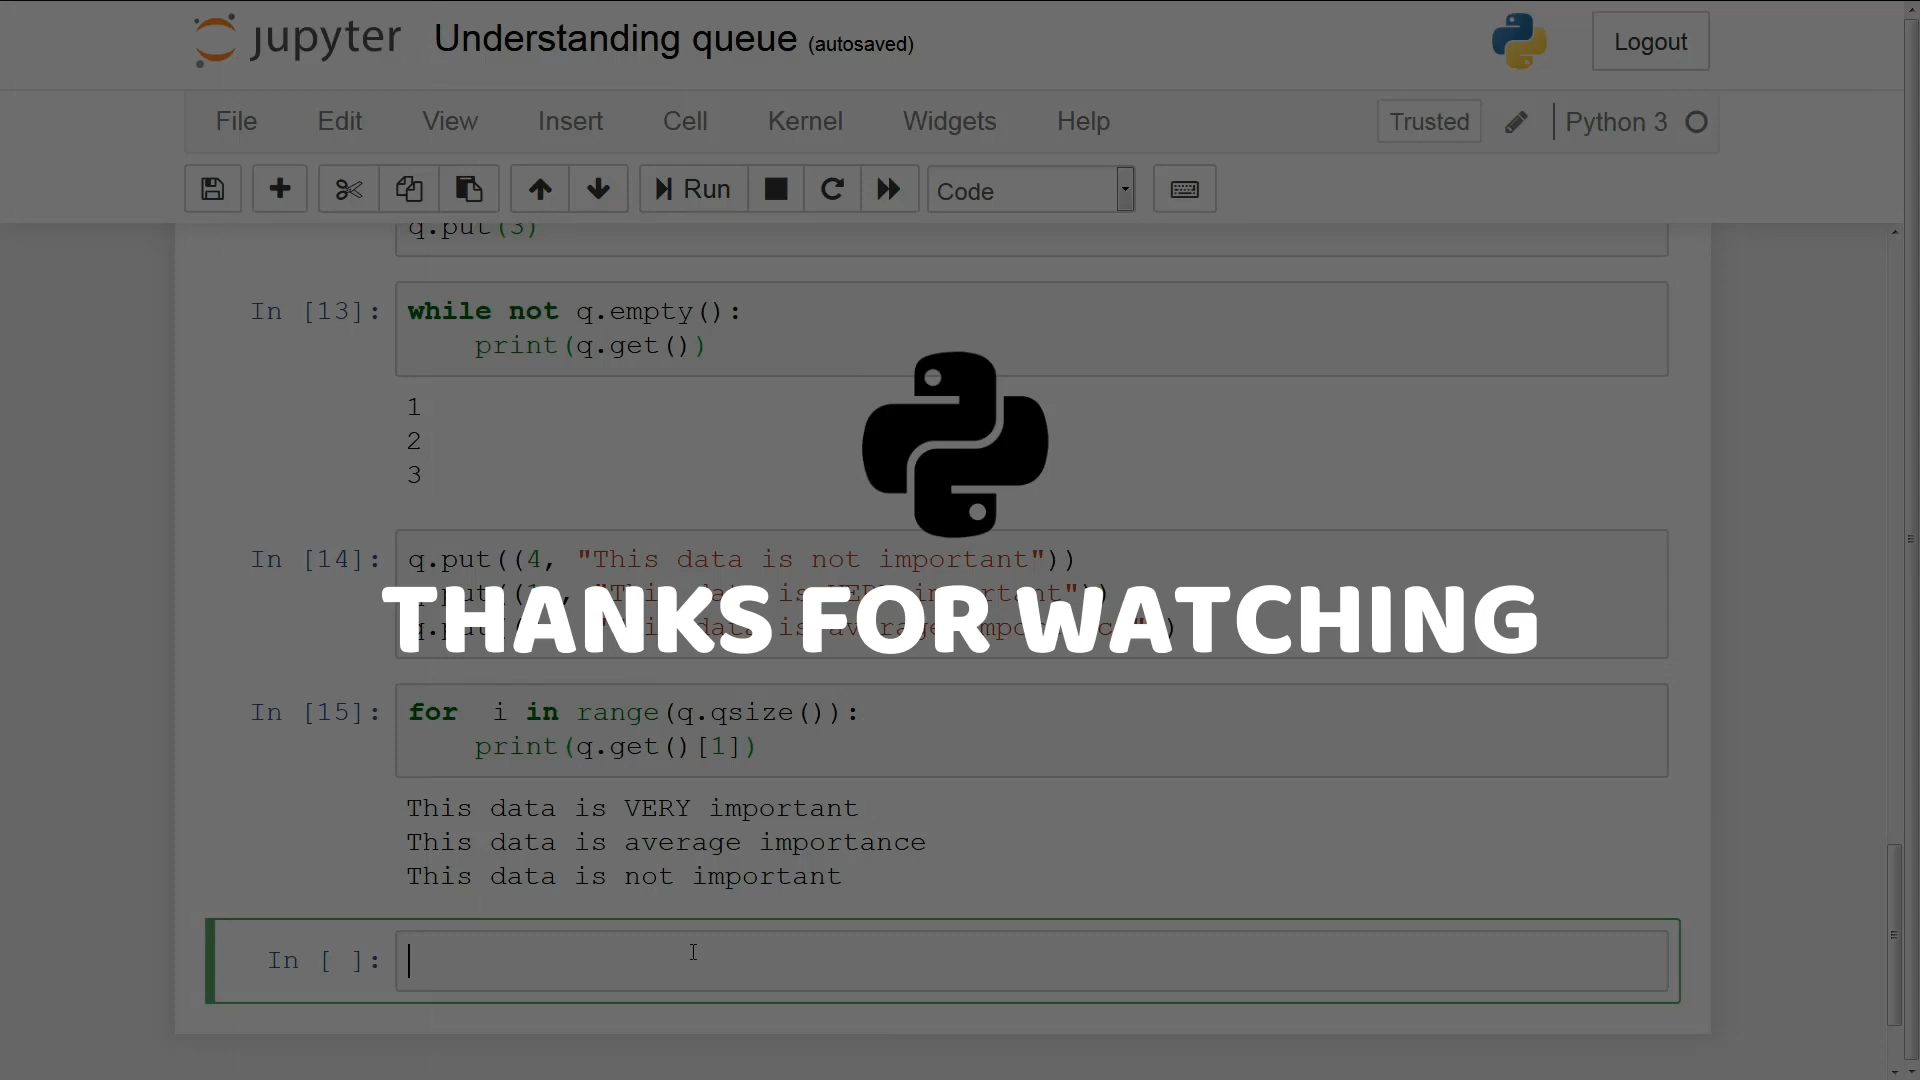 jupyter Understanding queue (autosaved) Logout
File Edit View Insert Cell Kernel Widgets Help Trusted Python 3
Run Code
q.put(3)
In [13]: while not q.empty():
print(q.get())
1
2
3
In [14]: q.put((4, "This data is not important"))
THANKS FOR WATCHING
In [15]: for i in range(q.qsize()):
print(q.get()[1])
This data is VERY important
This data is average importance
This data is not important
In [ ]: